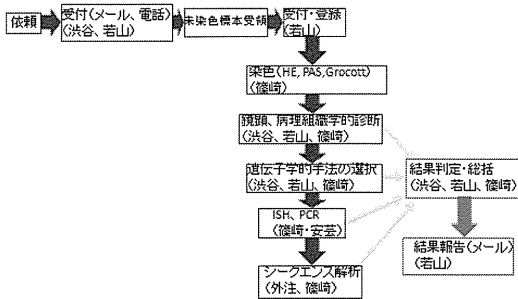 依頼
受付(メール、電話)
(渋谷、若山)
未染色標本受領
受付・登録
(若山)
染色(HE, PAS,Grocott)
(篠崎)
鏡顕、病理組織学的診断
(渋谷、若山、篠崎)
遺伝子学的手法の選択
(渋谷、若山、篠崎)
結果判定・総括
(渋谷、若山、篠崎)
ISH、PCR
(篠崎・安芸)
結果報告(メール)
(若山)
シークエンス解析
(外注、篠崎)